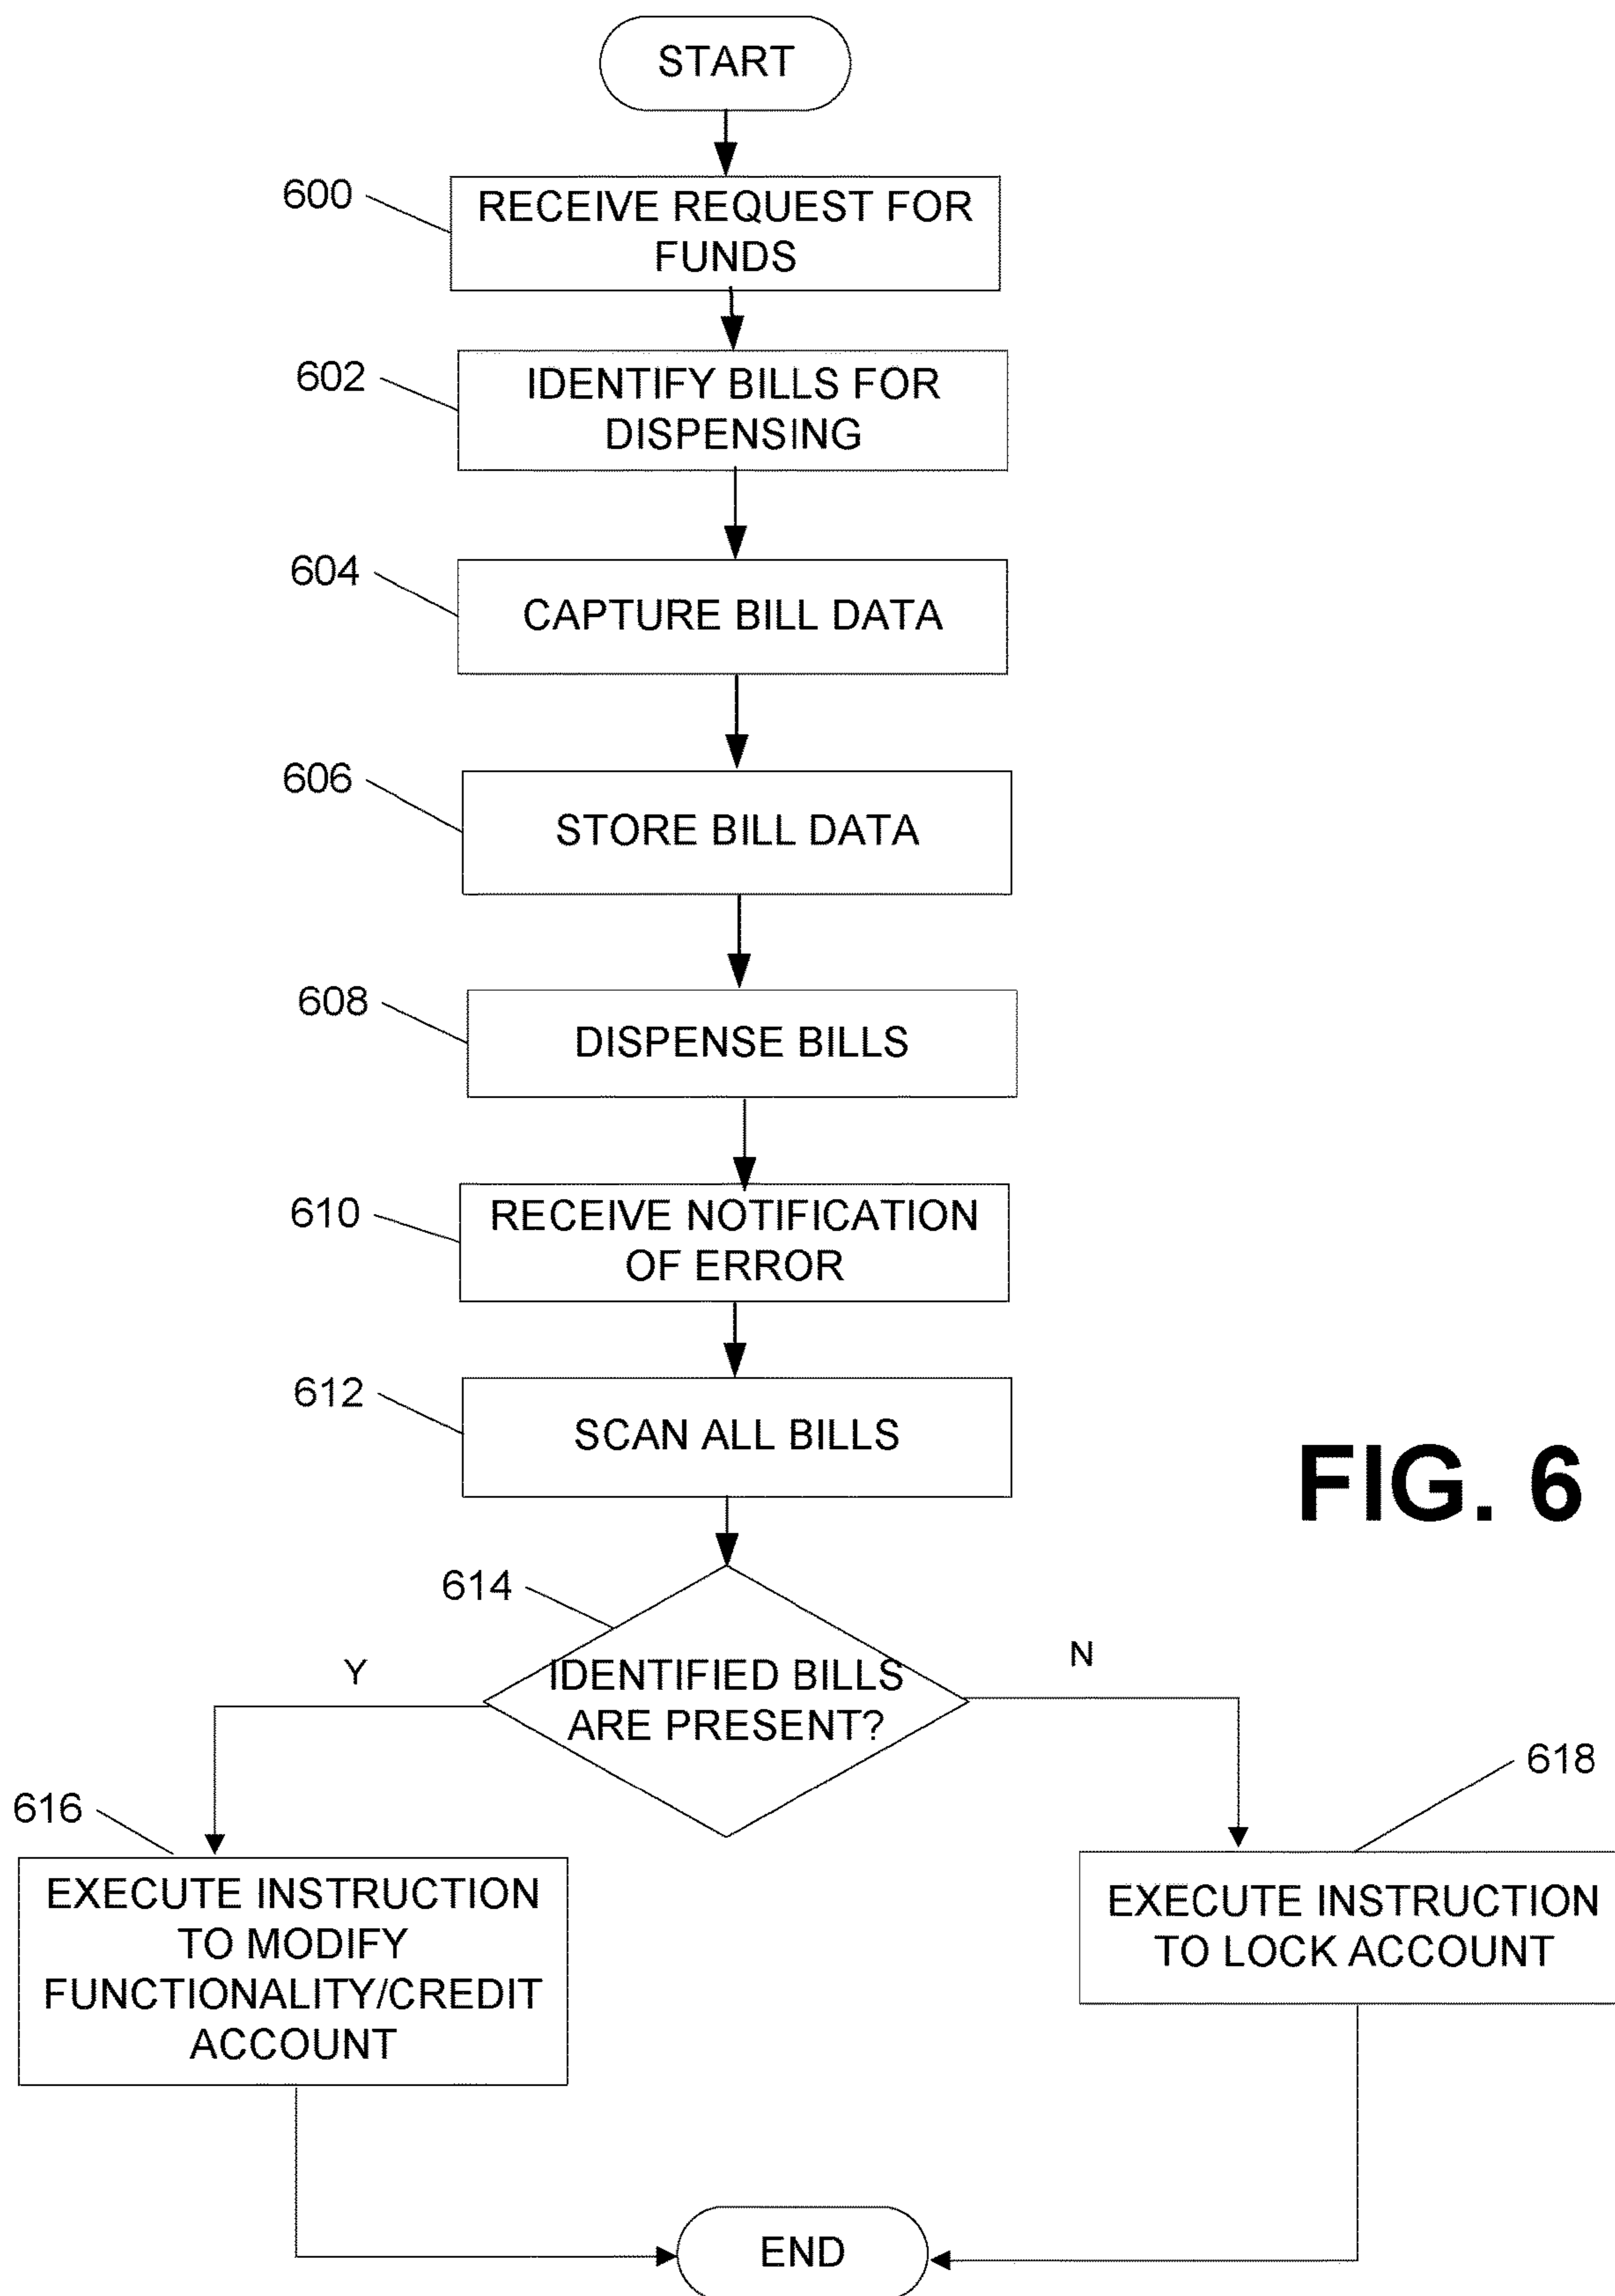 START
600
RECEIVE REQUEST FOR
FUNDS
602
IDENTIFY BILLS FOR
DISPENSING
604
CAPTURE BILL DATA
606
STORE BILL DATA
608
DISPENSE BILLS
610
RECEIVE NOTIFICATION
OF ERROR
612
SCAN ALL BILLS
FIG. 6
614
IDENTIFIED BILLS
ARE PRESENT?
Y
N
616
EXECUTE INSTRUCTION
TO MODIFY
FUNCTIONALITY/CREDIT
ACCOUNT
618
EXECUTE INSTRUCTION
TO LOCK ACCOUNT
END